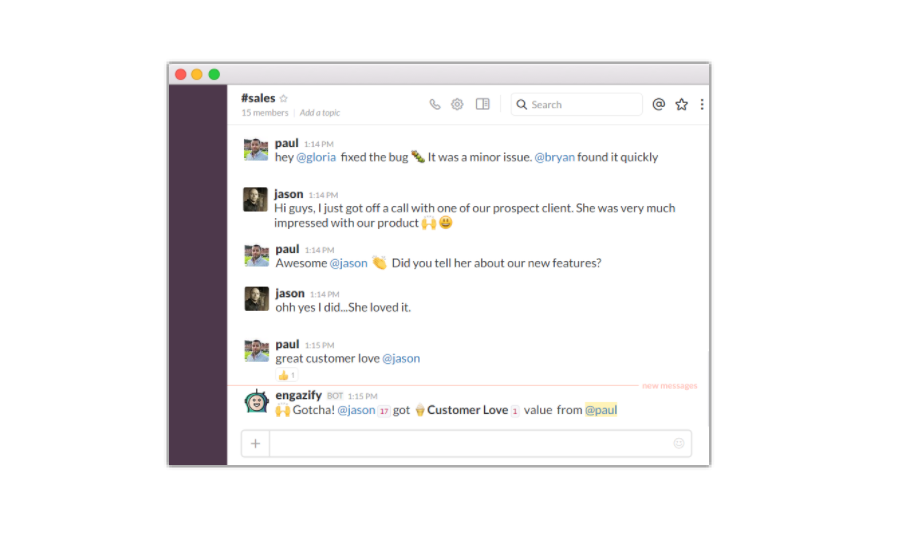 #sales
15 members | Add a topic
Search
paul 1:14 PM
hey @gloria fixed the bug 🐛 It was a minor issue. @bryan found it quickly
jason 1:14 PM
Hi guys, I just got off a call with one of our prospect client. She was very much
impressed with our product 🙌 😀
paul 1:14 PM
Awesome @jason 👏 Did you tell her about our new features?
jason 1:14 PM
ohh yes I did...She loved it.
paul 1:15 PM
great customer love @jason
👍 1
new messages
engazify BOT 1:15 PM
🙌 Gotcha! @jason 17 got 🍦Customer Love 1 value from @paul